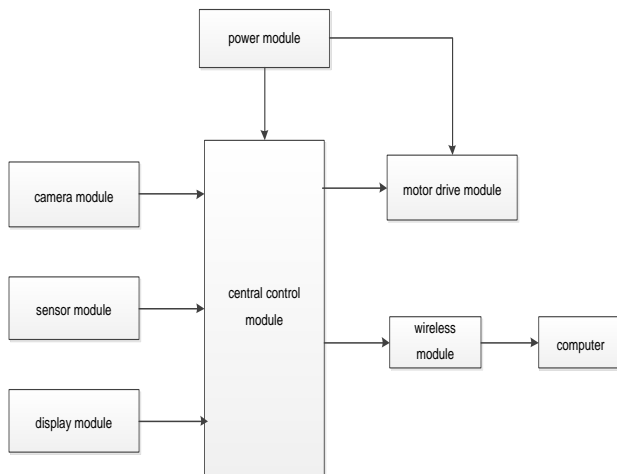 power module
camera module
motor drive module
sensor module
central control
module
wireless
module
computer
display module